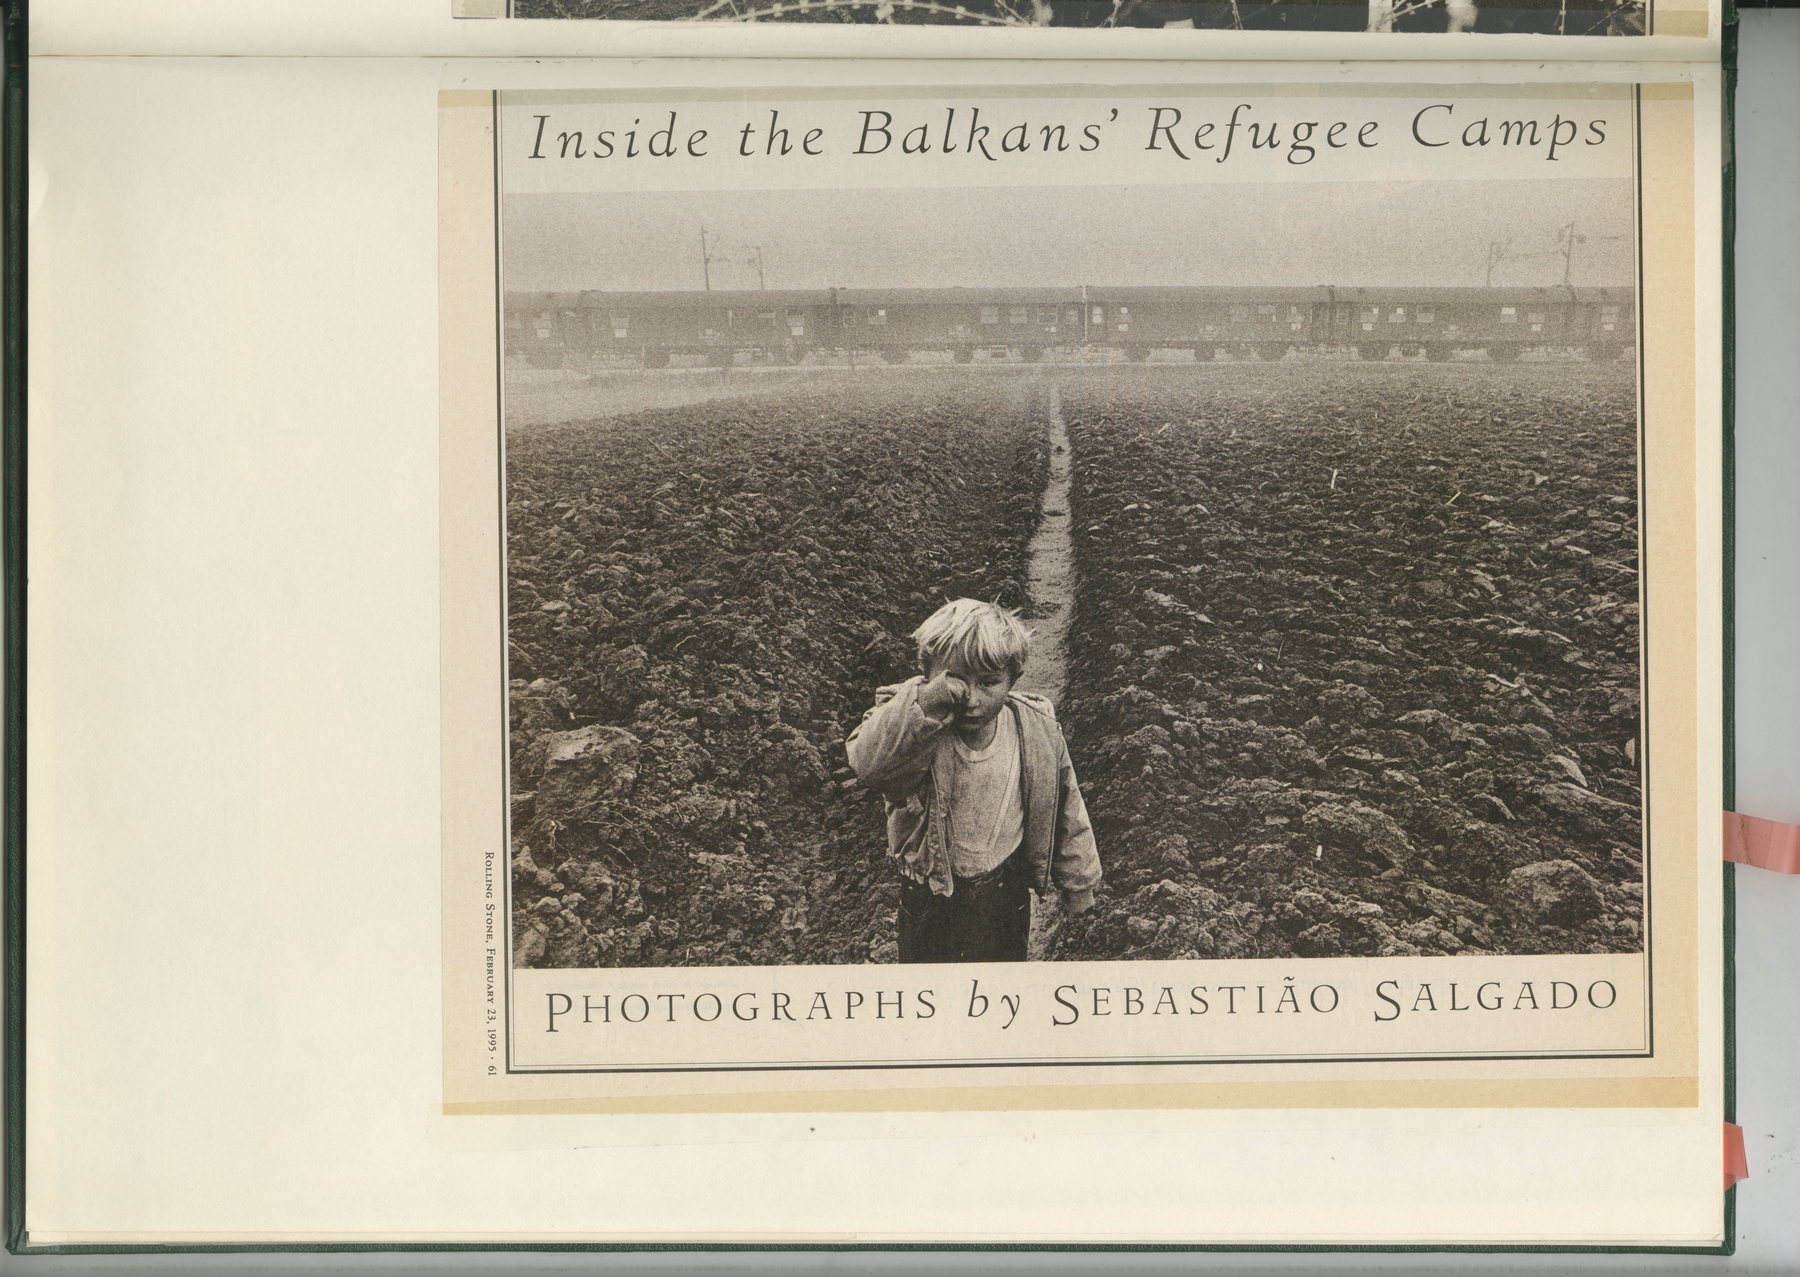 Inside the Balkans’ Refugee Camps
PHOTOGRAPHS by SEBASTIÃO SALGADO
ROLLING STONE, FEBRUARY 23, 1995 · 61